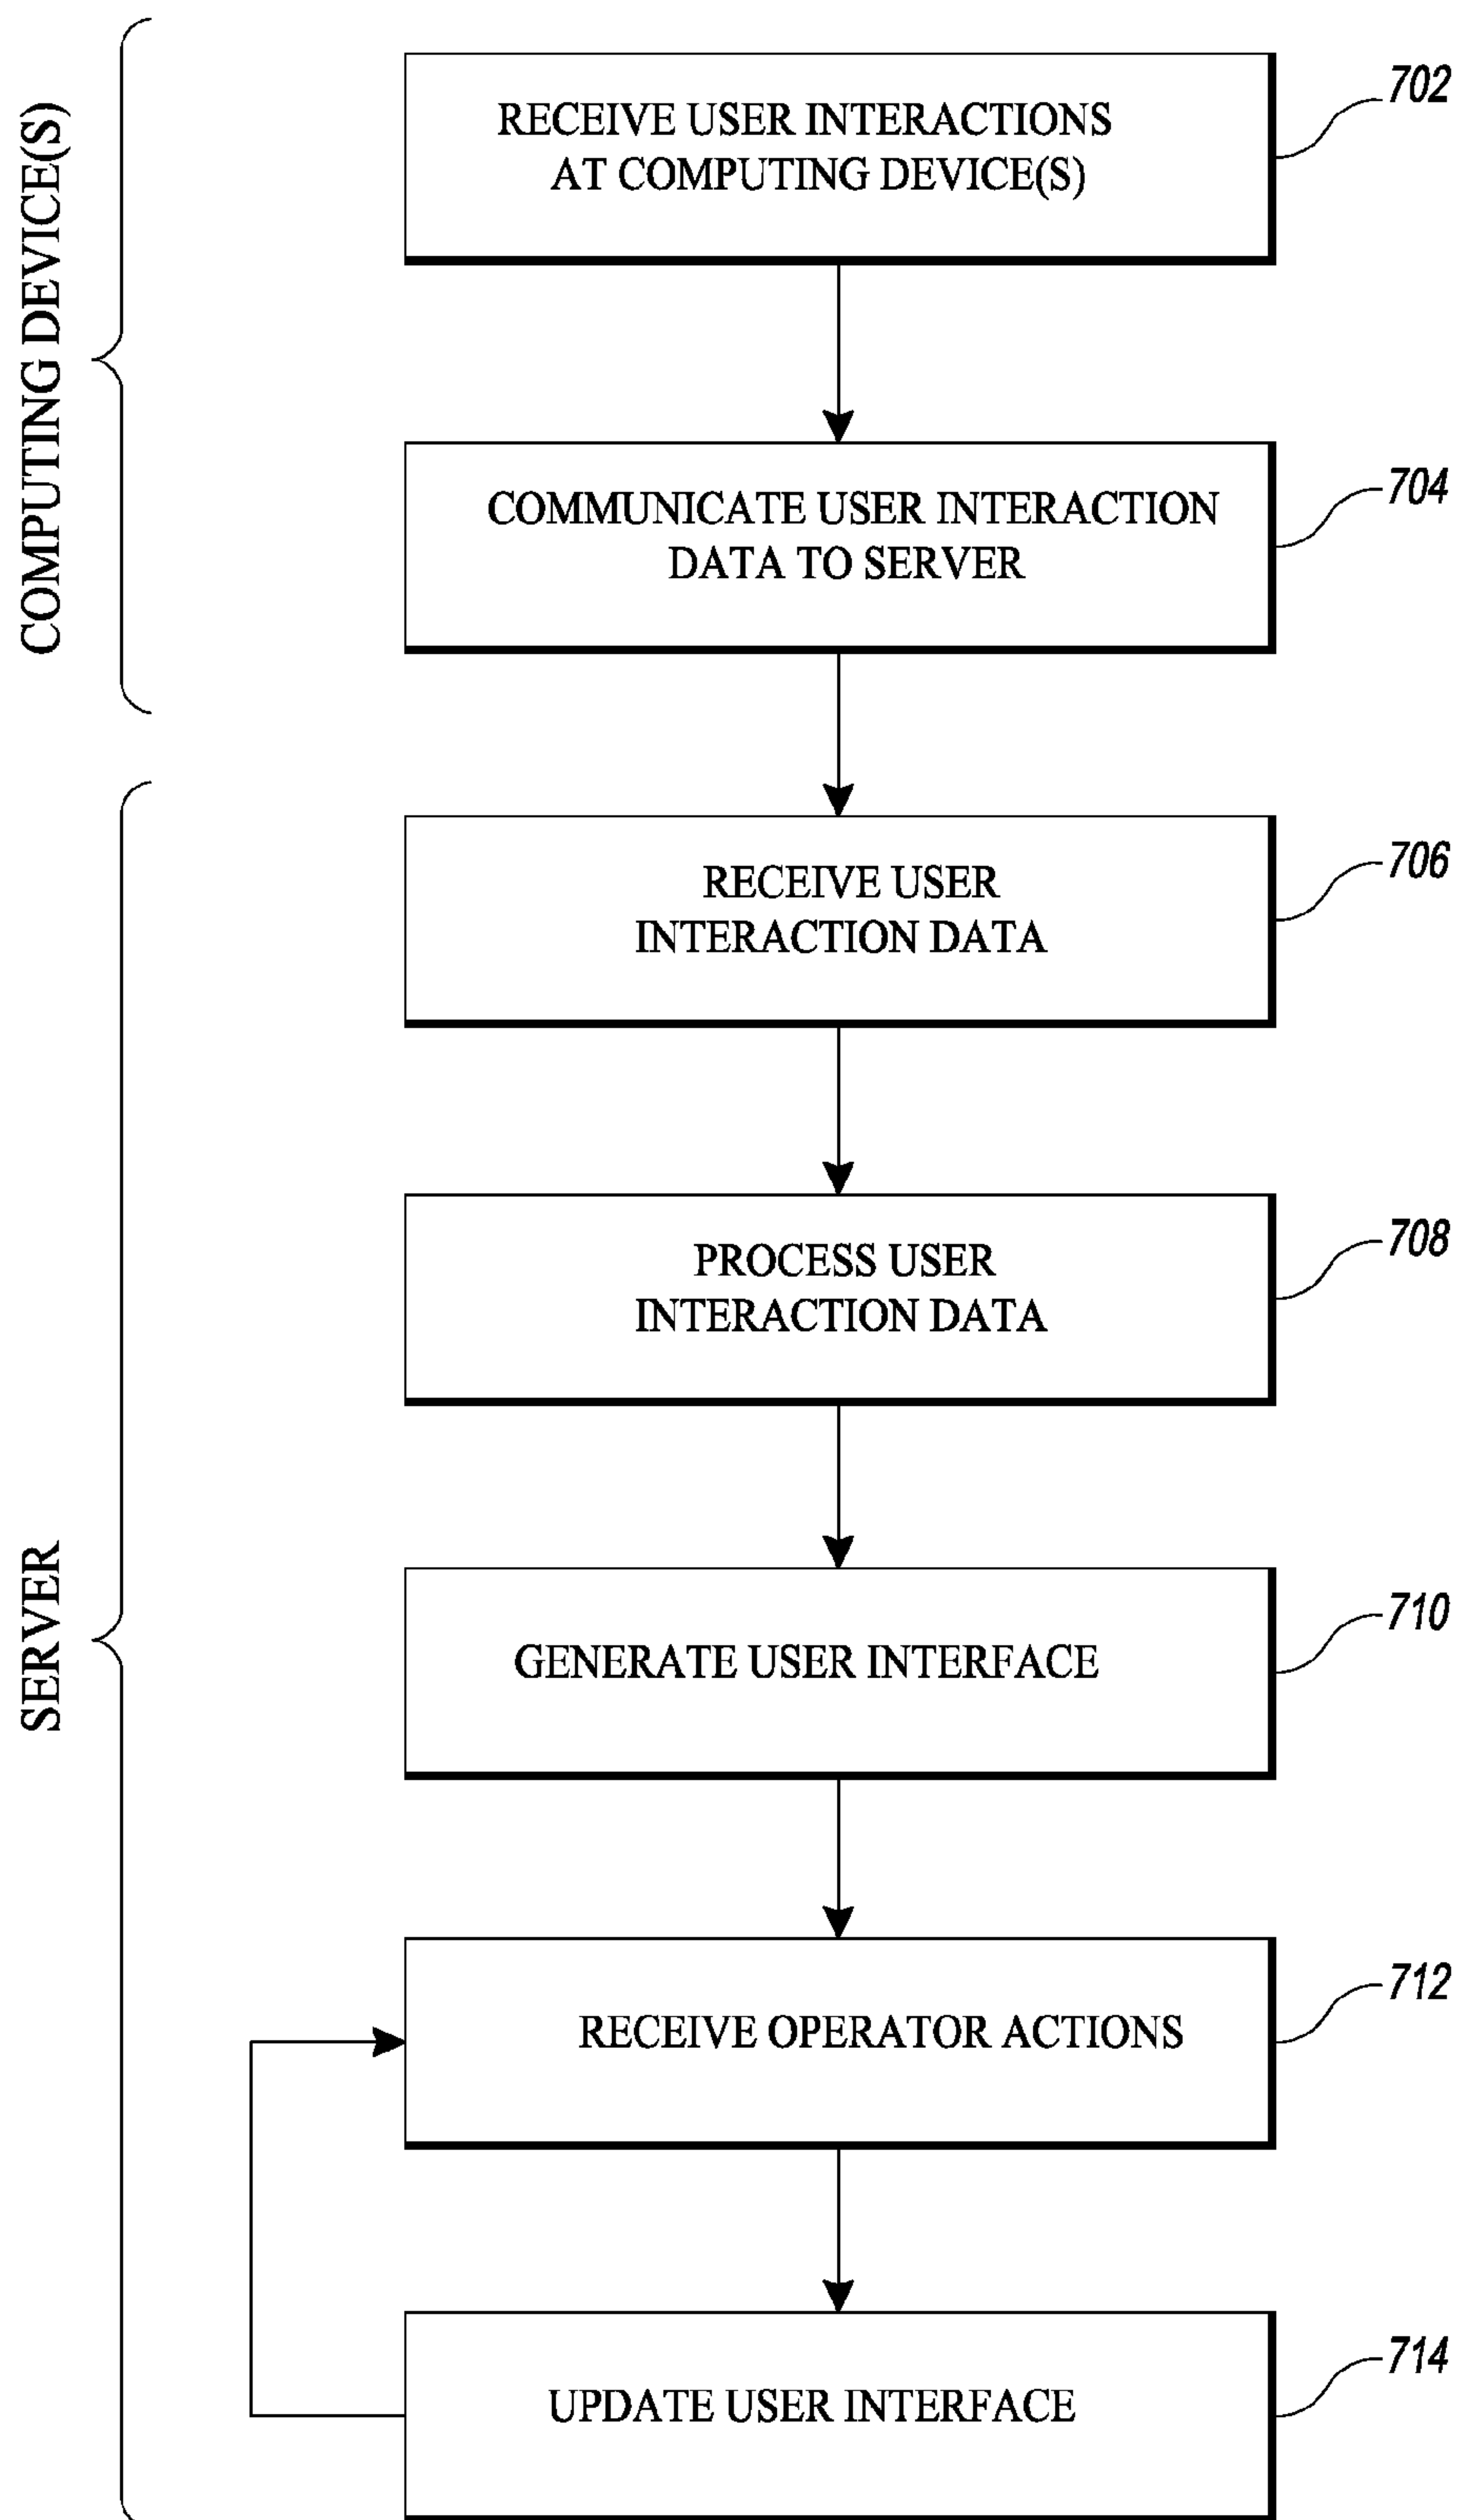 COMPUTING DEVICE(S)
RECEIVE USER INTERACTIONS
AT COMPUTING DEVICE(S)
702
COMMUNICATE USER INTERACTION
DATA TO SERVER
704
SERVER
RECEIVE USER
INTERACTION DATA
706
PROCESS USER
INTERACTION DATA
708
GENERATE USER INTERFACE
710
RECEIVE OPERATOR ACTIONS
712
UPDATE USER INTERFACE
714